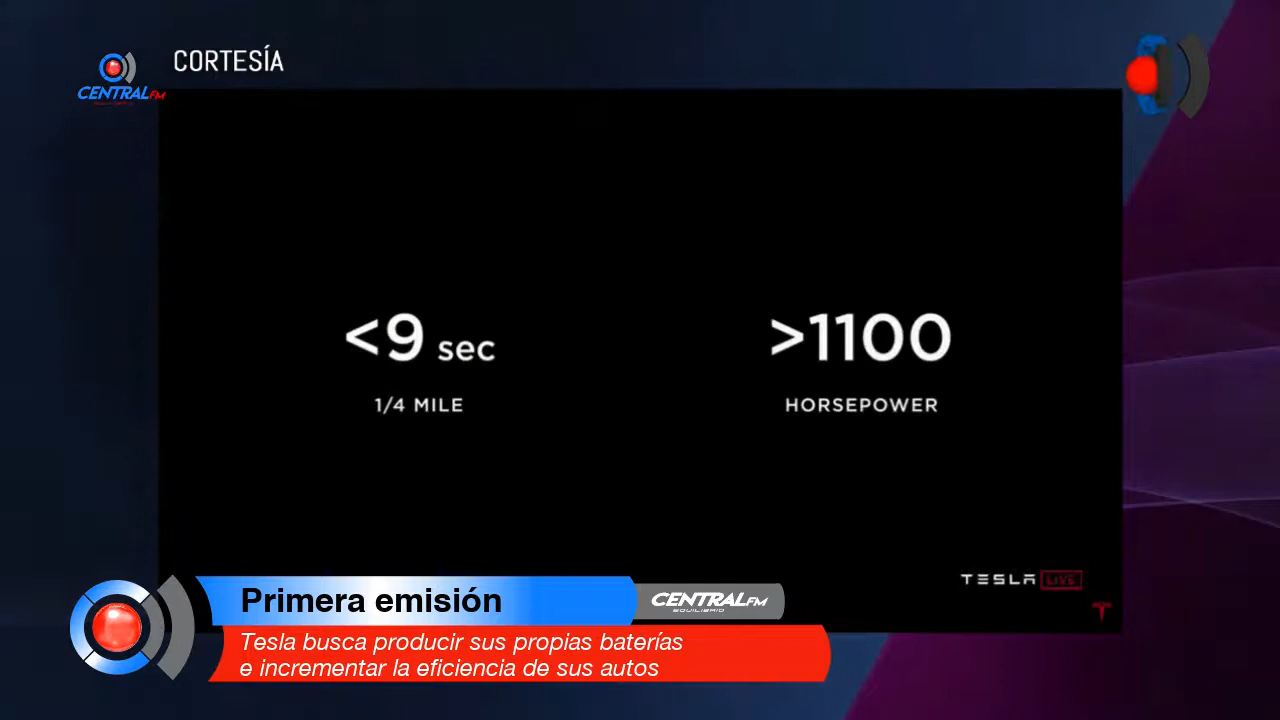 CORTESÍA
CENTRAL FM
<9 sec
1/4 MILE
>1100
HORSEPOWER
TESLA LIVE
Primera emisión
CENTRAL FM
EQUILIBRIO
Tesla busca producir sus propias baterías
e incrementar la eficiencia de sus autos